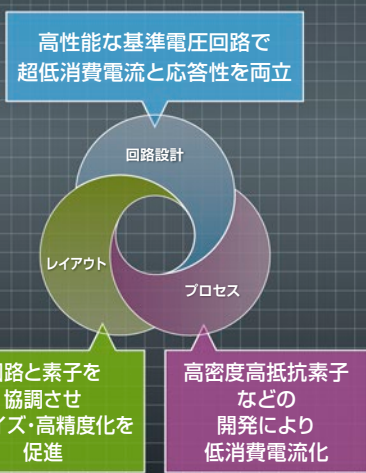 高性能な基準電圧回路で
超低消費電流と応答性を両立
回路設計
レイアウト
プロセス
路と素子を
協調させ
イズ・高精度化を
促進
高密度高抵抗素子
などの
開発により
低消費電流化